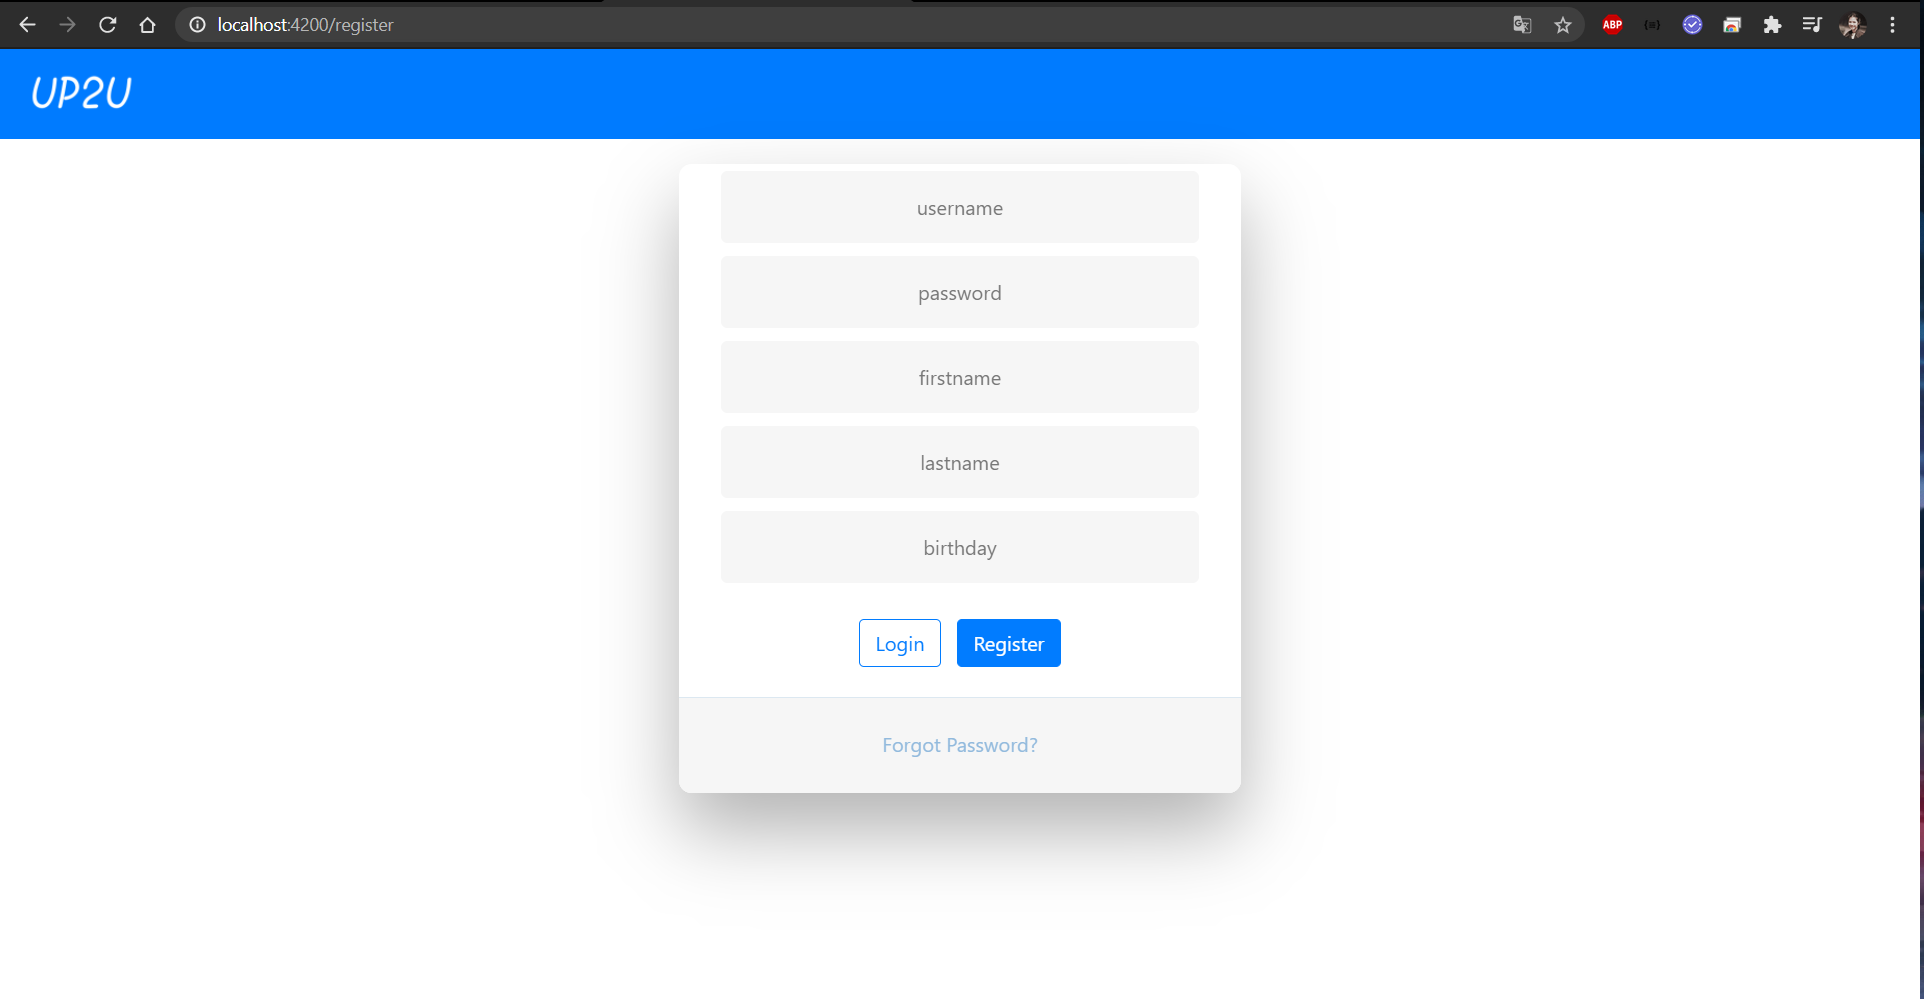 localhost:4200/register
ABP
UP2U
username
password
firstname
lastname
birthday
Login Register
Forgot Password?